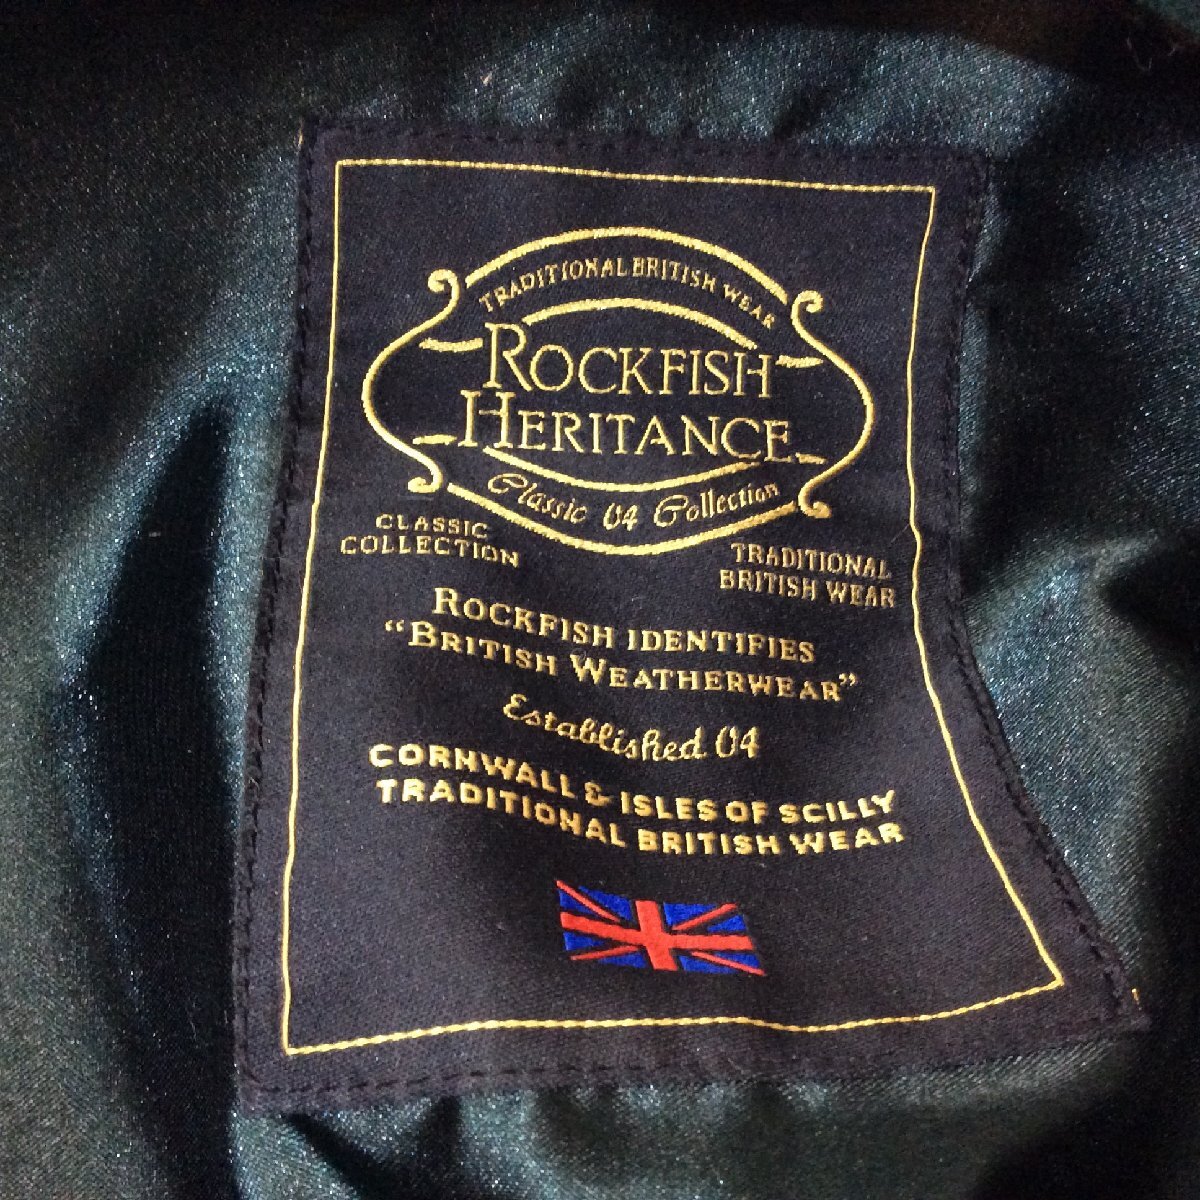 TRADITIONAL BRITISH WEAR
ROCKFISH
HERITANCE
Classic 04 Collection
CLASSIC
COLLECTION
TRADITIONAL
BRITISH WEAR
ROCKFISH IDENTIFIES
“BRITISH WEATHERWEAR”
Established 04
CORNWALL & ISLES OF SCILLY
TRADITIONAL BRITISH WEAR